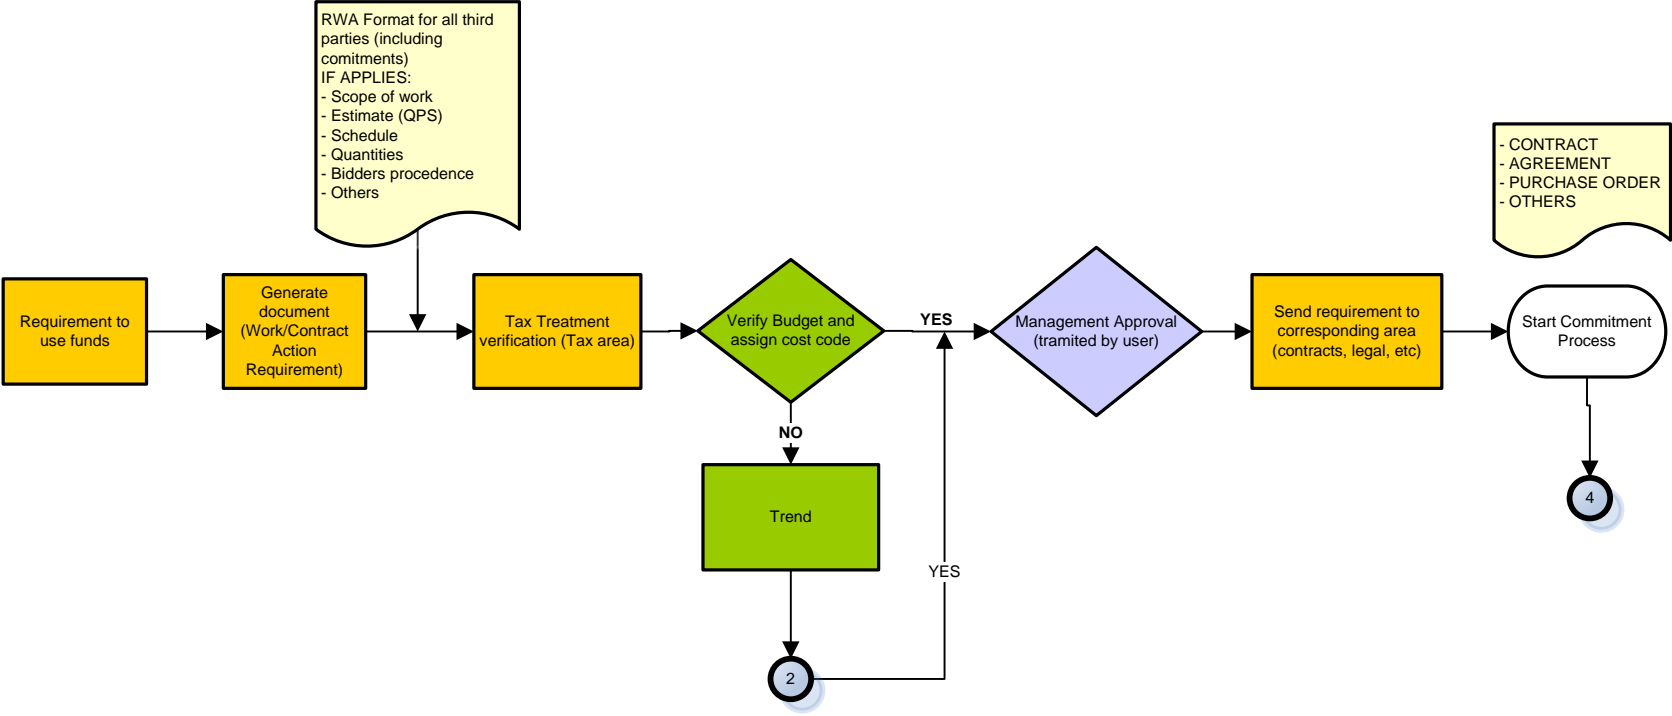 RWA Format for all third
parties (including
comitments)
IF APPLIES:
- Scope of work
- Estimate (QPS)
- Schedule
- Quantities
- Bidders procedence
- Others
- CONTRACT
- AGREEMENT
- PURCHASE ORDER
- OTHERS
Requirement to
use funds
Generate
document
(Work/Contract
Action
Requirement)
Tax Treatment
verification (Tax area)
Verify Budget and
assign cost code
YES
Management Approval
(tramited by user)
Send requirement to
corresponding area
(contracts, legal, etc)
Start Commitment
Process
NO
Trend
YES
2
4